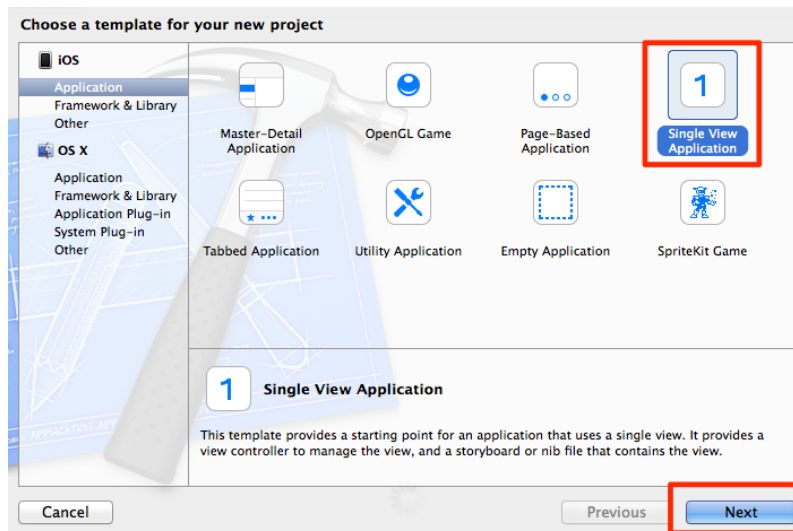 Choose a template for your new project
iOS
Application
Framework & Library
Other
OS X
Application
Framework & Library
Application Plug-in
System Plug-in
Other
Master-Detail
Application
OpenGL Game
Page-Based
Application
1
Single View
Application
Tabbed Application
Utility Application
Empty Application
SpriteKit Game
1
Single View Application
This template provides a starting point for an application that uses a single view. It provides a
view controller to manage the view, and a storyboard or nib file that contains the view.
Cancel
Previous
Next